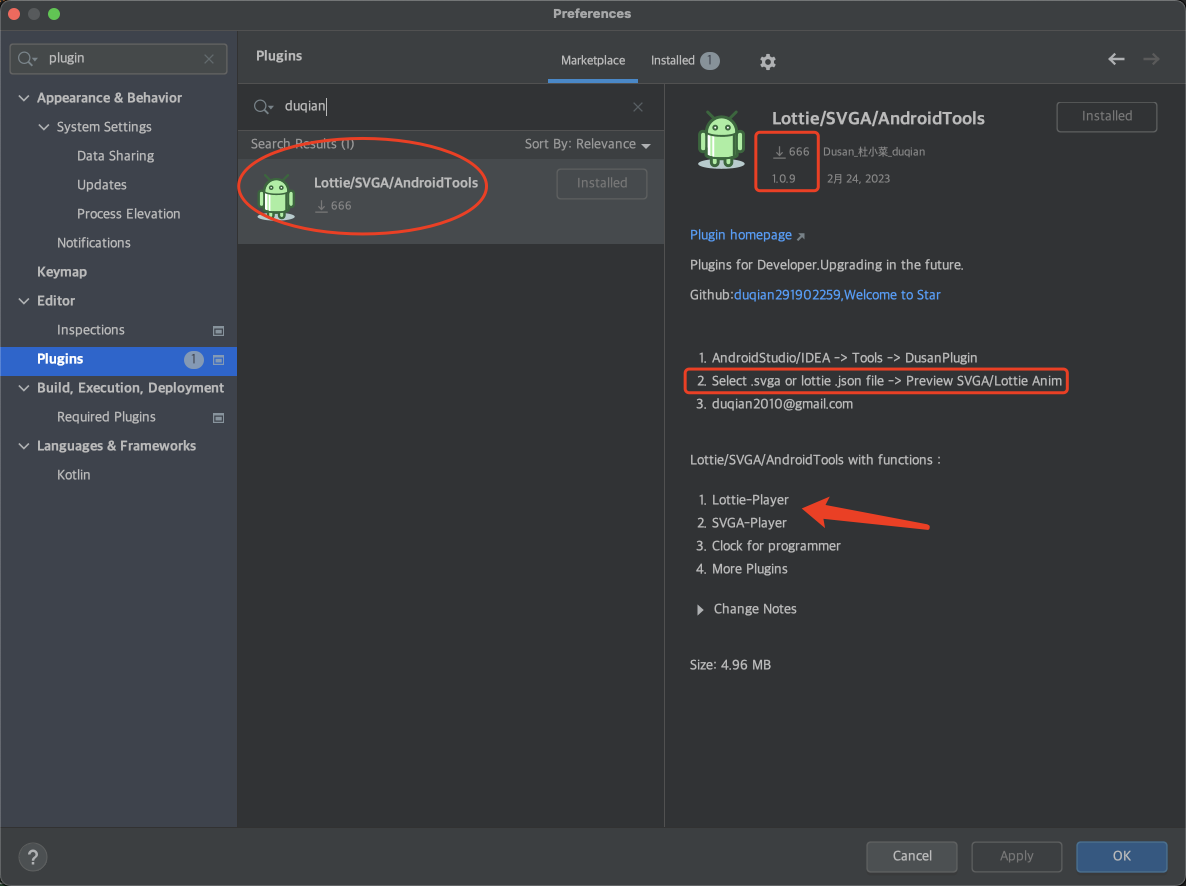 Preferences
plugin
Appearance & Behavior
System Settings
Data Sharing
Updates
Process Elevation
Notifications
Keymap
Editor
Inspections
Plugins 1
Build, Execution, Deployment
Required Plugins
Languages & Frameworks
Kotlin
Plugins
Marketplace
Installed 1
duqian
Search Results (1)
Sort By: Relevance
Lottie/SVGA/AndroidTools
666
Installed
Lottie/SVGA/AndroidTools
Installed
666 Dusan_杜小菜_duqian
1.0.9 2月 24, 2023
Plugin homepage
Plugins for Developer.Upgrading in the future.
Github:duqian291902259,Welcome to Star
1. AndroidStudio/IDEA -> Tools -> DusanPlugin
2. Select .svga or lottie .json file -> Preview SVGA/Lottie Anim
3. duqian2010@gmail.com
Lottie/SVGA/AndroidTools with functions :
1. Lottie-Player
2. SVGA-Player
3. Clock for programmer
4. More Plugins
Change Notes
Size: 4.96 MB
?
Cancel
Apply
OK